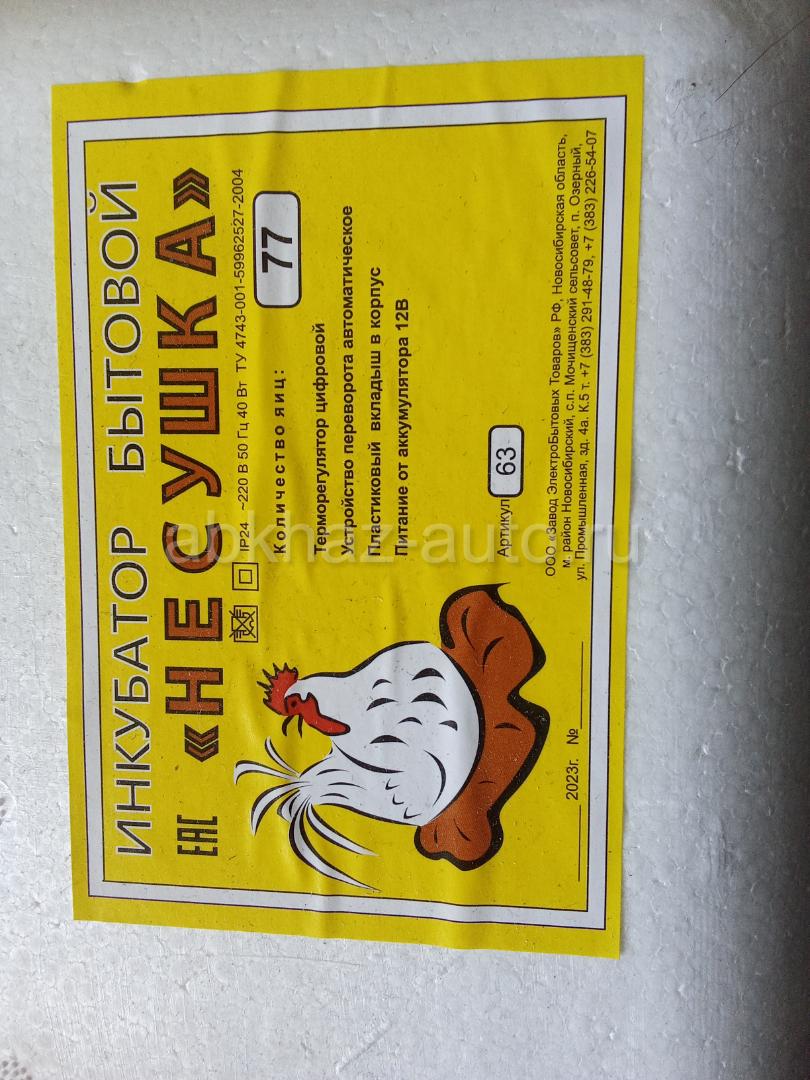 ИНКУБАТОР БЫТОВОЙ
ЕАС «НЕСУШКА»
IP24 ~220 В 50 Гц 40 Вт ТУ 4743-001-59962527-2004
Количество яиц: 77
Терморегулятор цифровой
Устройство переворота автоматическое
Пластиковый вкладыш в корпус
Питание от аккумулятора 12В
Артикул 63
ООО «Завод ЭлектроБытовых Товаров» РФ, Новосибирская область,
м. район Новосибирский, с.п. Мочищенский сельсовет, п. Озерный,
ул. Промышленная, зд. 4а. К.5 т. +7 (383) 291-48-79, +7 (383) 226-54-07
2023г. №
abkhaz-auto.ru